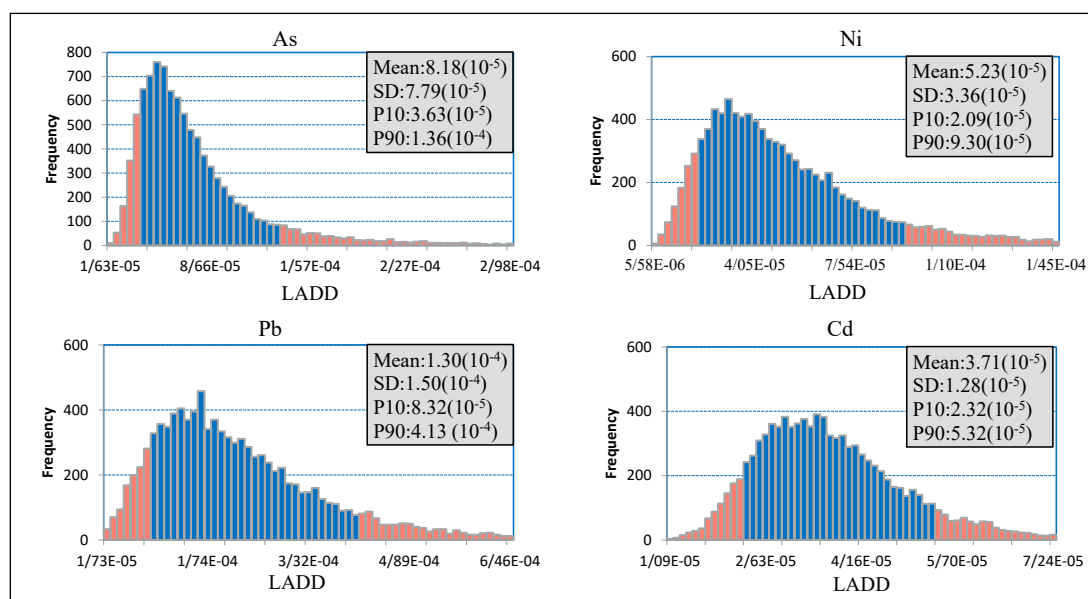 As
Frequency
800
700
600
500
400
300
200
100
0
Mean:8.18(10⁻⁵)
SD:7.79(10⁻⁵)
P10:3.63(10⁻⁵)
P90:1.36(10⁻⁴)
1/63E-05 8/66E-05 1/57E-04 2/27E-04 2/98E-04
LADD
Ni
Frequency
600
400
200
0
Mean:5.23(10⁻⁵)
SD:3.36(10⁻⁵)
P10:2.09(10⁻⁵)
P90:9.30(10⁻⁵)
5/58E-06 4/05E-05 7/54E-05 1/10E-04 1/45E-04
LADD
Pb
Frequency
600
400
200
0
Mean:1.30(10⁻⁴)
SD:1.50(10⁻⁴)
P10:8.32(10⁻⁵)
P90:4.13 (10⁻⁴)
1/73E-05 1/74E-04 3/32E-04 4/89E-04 6/46E-04
LADD
Cd
Frequency
600
400
200
0
Mean:3.71(10⁻⁵)
SD:1.28(10⁻⁵)
P10:2.32(10⁻⁵)
P90:5.32(10⁻⁵)
1/09E-05 2/63E-05 4/16E-05 5/70E-05 7/24E-05
LADD